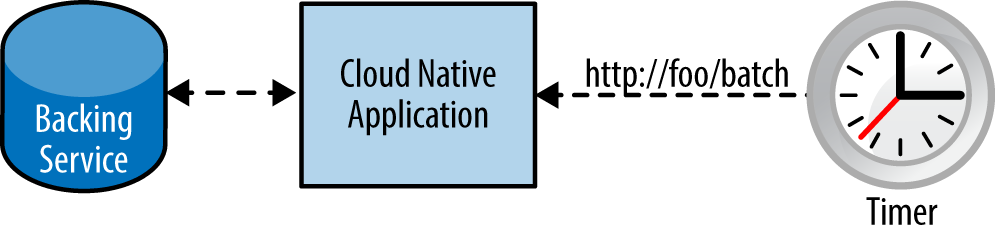 Backing
Service
Cloud Native
Application
http://foo/batch
Timer